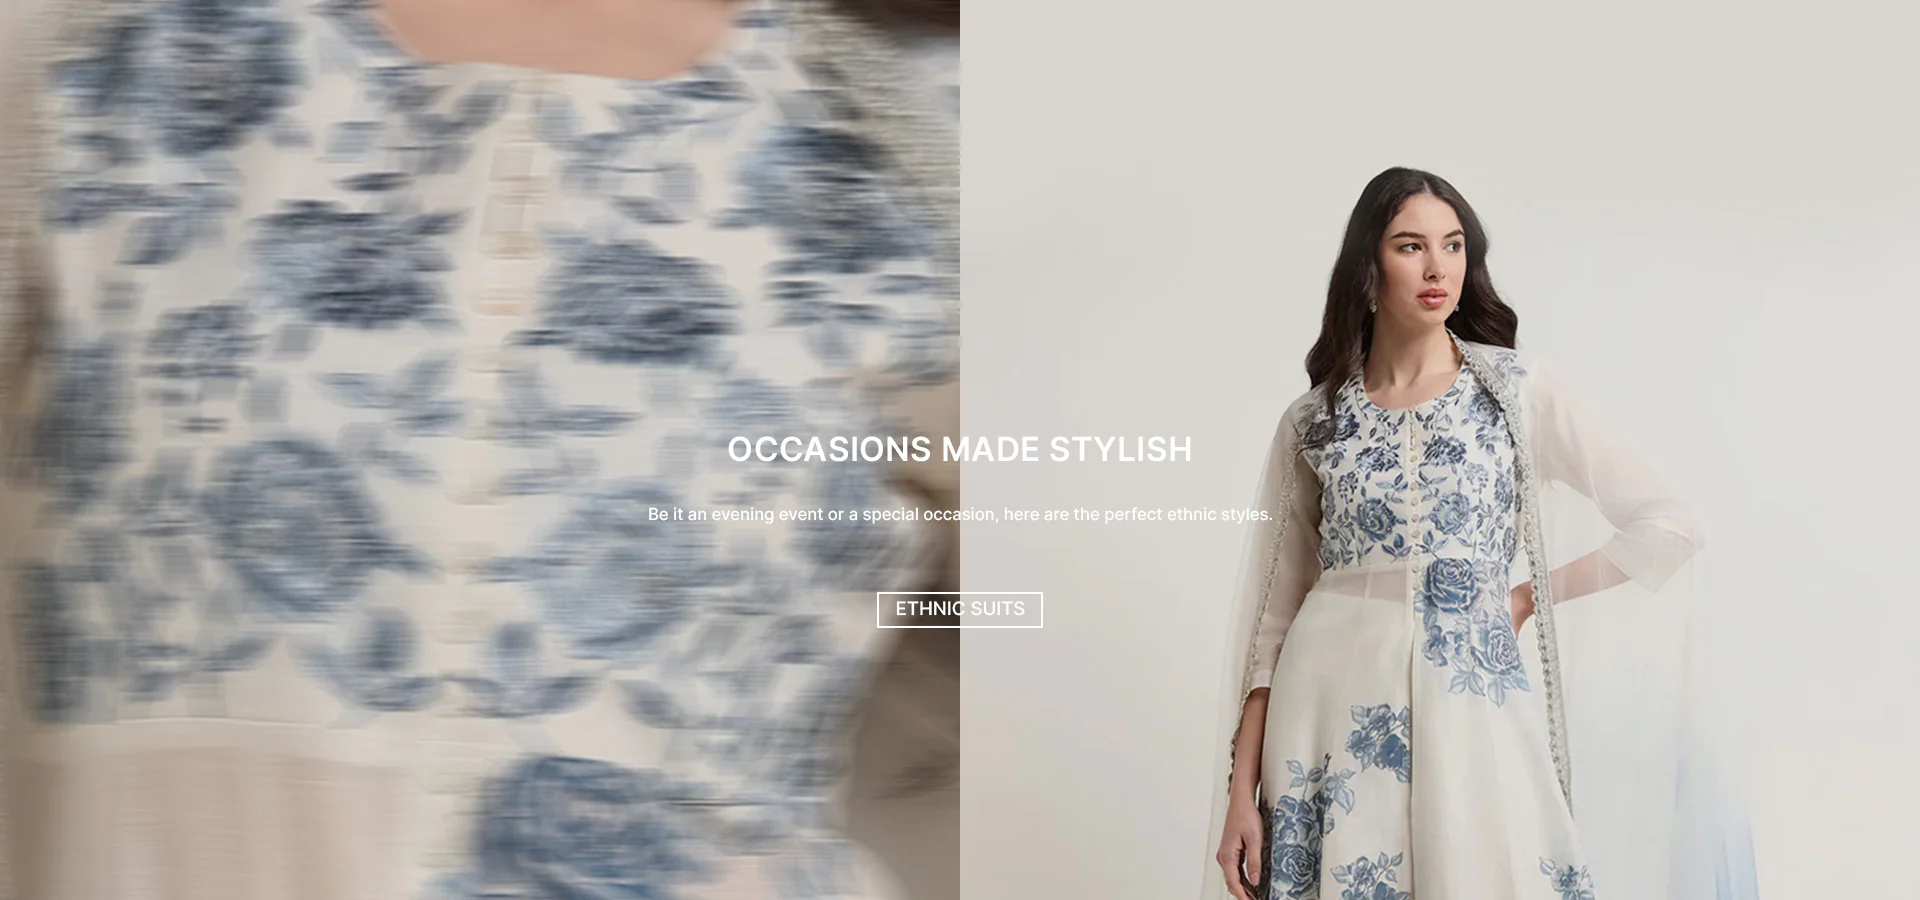 OCCASIONS MADE STYLISH
Be it an evening event or a special occasion, here are the perfect ethnic styles.
ETHNIC SUITS